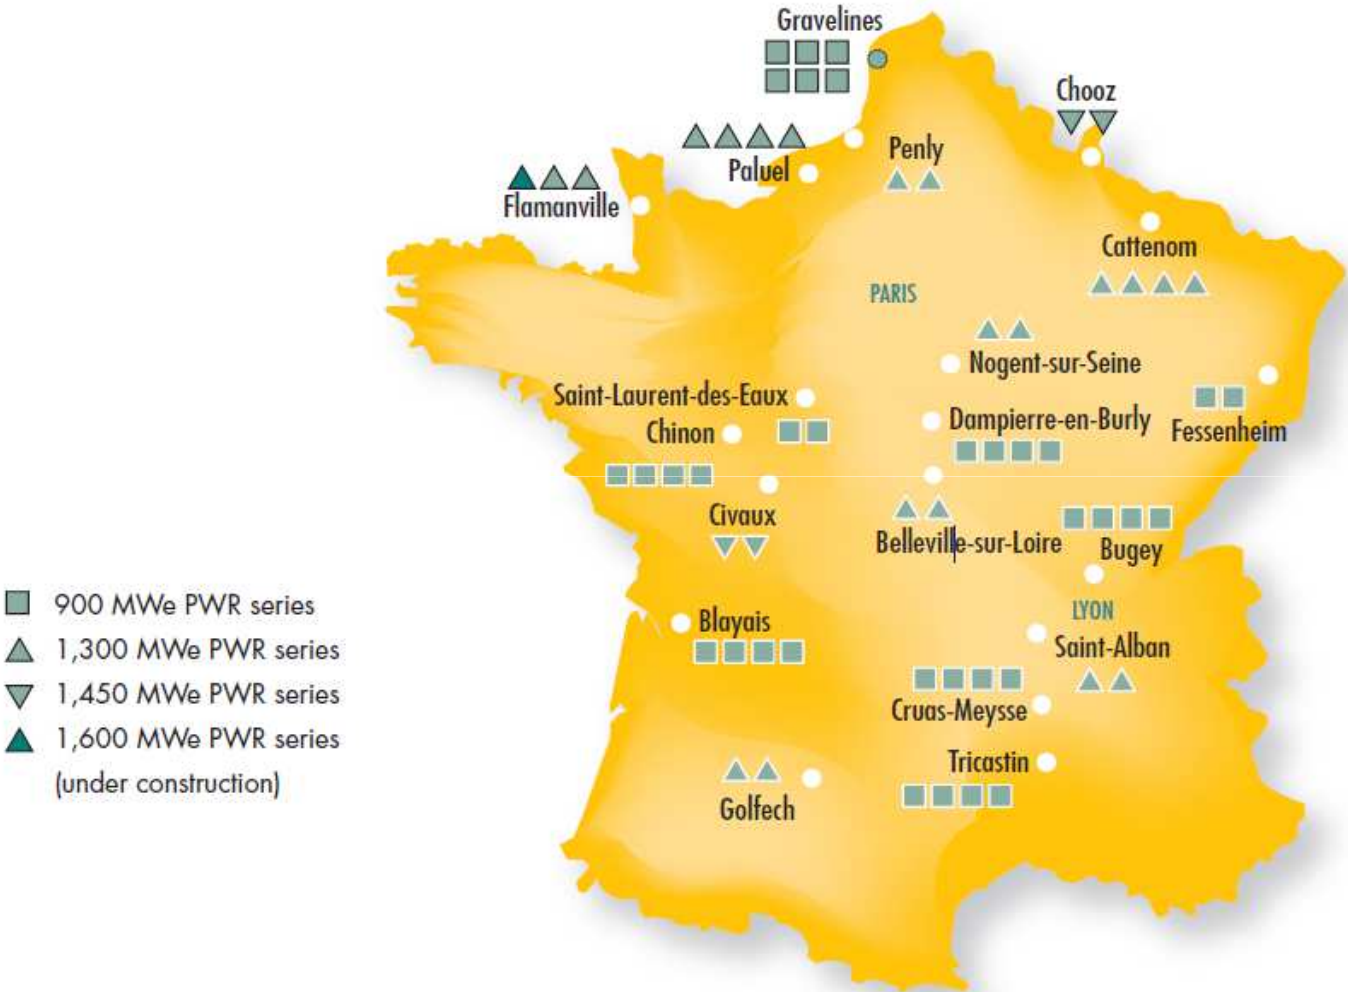 Gravelines
Chooz
Penly
Paluel
Flamanville
Cattenom
PARIS
Nogent-sur-Seine
Saint-Laurent-des-Eaux
Dampierre-en-Burly
Chinon
Fessenheim
Civaux
Belleville-sur-Loire
Bugey
LYON
Blayais
Saint-Alban
Cruas-Meysse
Tricastin
Golfech
900 MWe PWR series
1,300 MWe PWR series
1,450 MWe PWR series
1,600 MWe PWR series
(under construction)